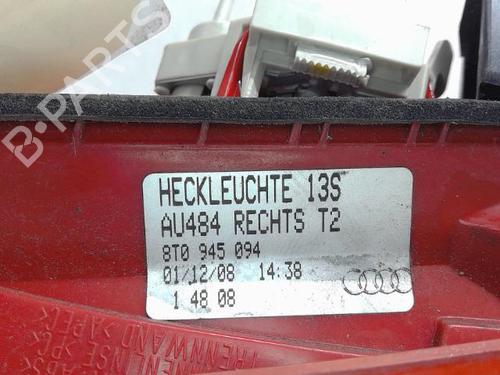 B-PARTS
HECKLEUCHTE 13S
AU484 RECHTS T2
8T0 945 094
01/12/08 14:38
1 48 08